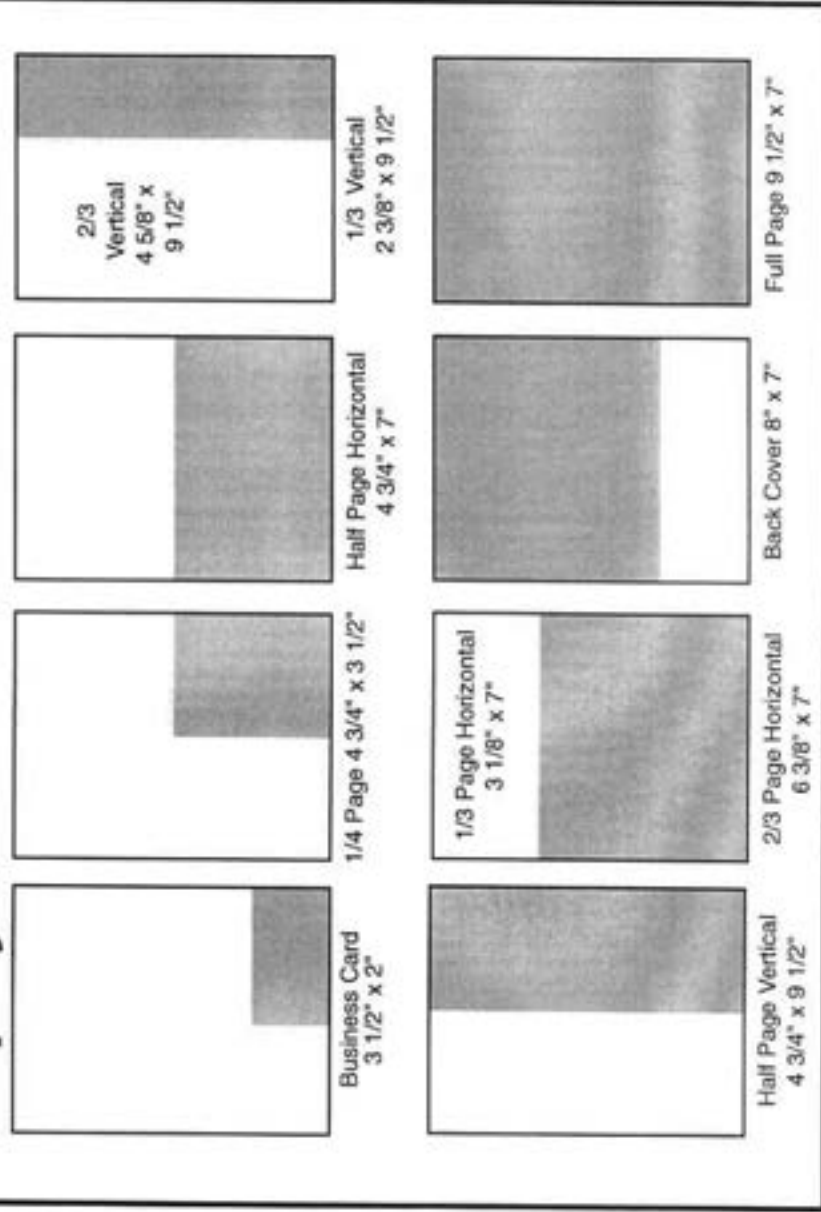 Business Card
3 1/2" x 2"
1/4 Page 4 3/4" x 3 1/2"
Half Page Horizontal
4 3/4" x 7"
2/3
Vertical
4 5/8" x
9 1/2"
1/3 Vertical
2 3/8" x 9 1/2"
Half Page Vertical
4 3/4" x 9 1/2"
1/3 Page Horizontal
3 1/8" x 7"
2/3 Page Horizontal
6 3/8" x 7"
Back Cover 8" x 7"
Full Page 9 1/2" x 7"